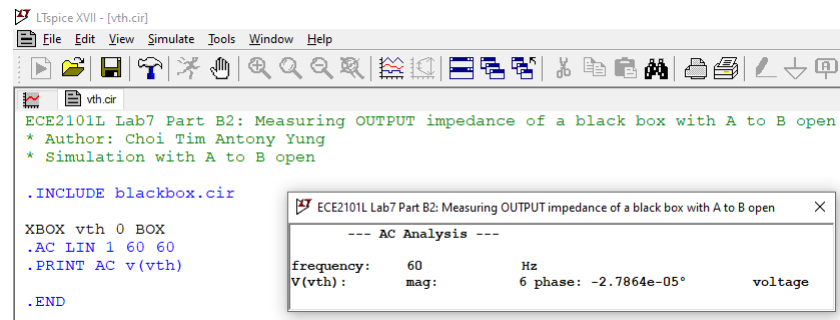 LTspice XVII - [vth.cir]
File Edit View Simulate Tools Window Help
vth.cir
ECE2101L Lab7 Part B2: Measuring OUTPUT impedance of a black box with A to B open
* Author: Choi Tim Antony Yung
* Simulation with A to B open
.INCLUDE blackbox.cir
XBOX vth 0 BOX
.AC LIN 1 60 60
.PRINT AC v(vth)
.END
ECE2101L Lab7 Part B2: Measuring OUTPUT impedance of a black box with A to B open
--- AC Analysis ---
frequency: 60 Hz
V(vth): mag: 6 phase: -2.7864e-05° voltage